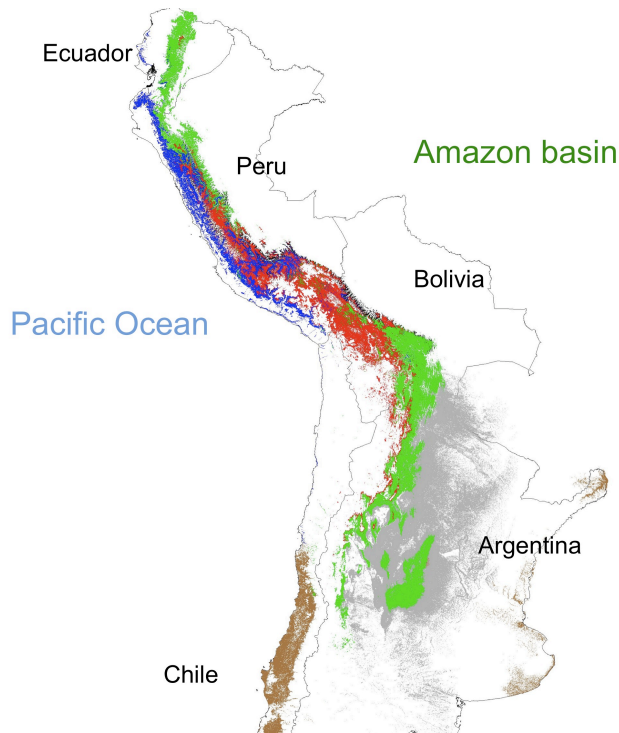 Ecuador
Amazon basin
Peru
Bolivia
Pacific Ocean
Argentina
Chile